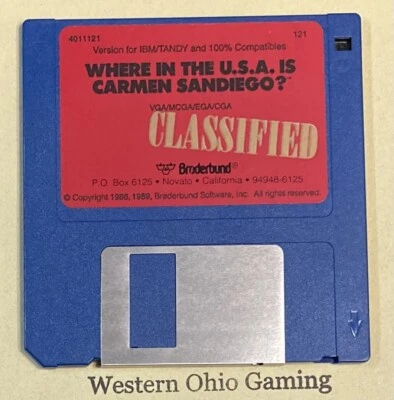 4011121 121
Version for IBM/TANDY and 100% Compatibles
WHERE IN THE U.S.A. IS
CARMEN SANDIEGO?™
VGA/MCGA/EGA/CGA
CLASSIFIED
Brøderbund®
P.O. Box 6125 • Novato • California • 94948-6125
© Copyright 1986, 1989, Brøderbund Software, Inc. All rights reserved.
Western Ohio Gaming